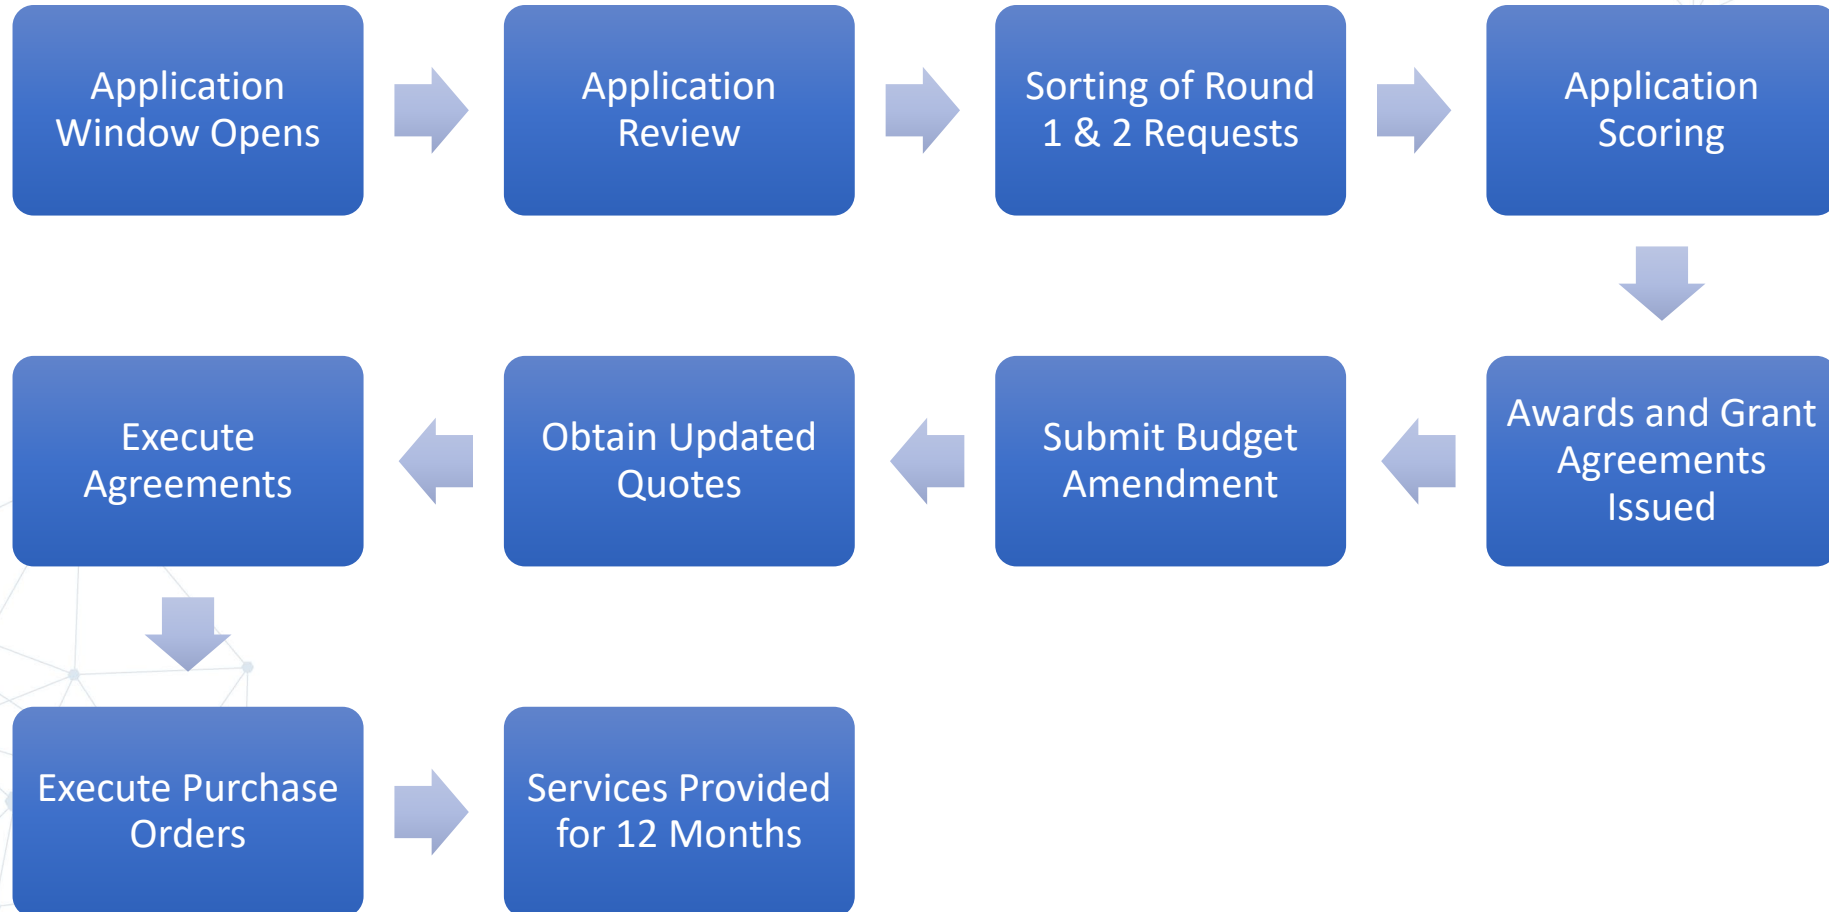 Application
Window Opens
Application
Review
Sorting of Round
1 & 2 Requests
Application
Scoring
Awards and Grant
Agreements
Issued
Submit Budget
Amendment
Obtain Updated
Quotes
Execute
Agreements
Execute Purchase
Orders
Services Provided
for 12 Months